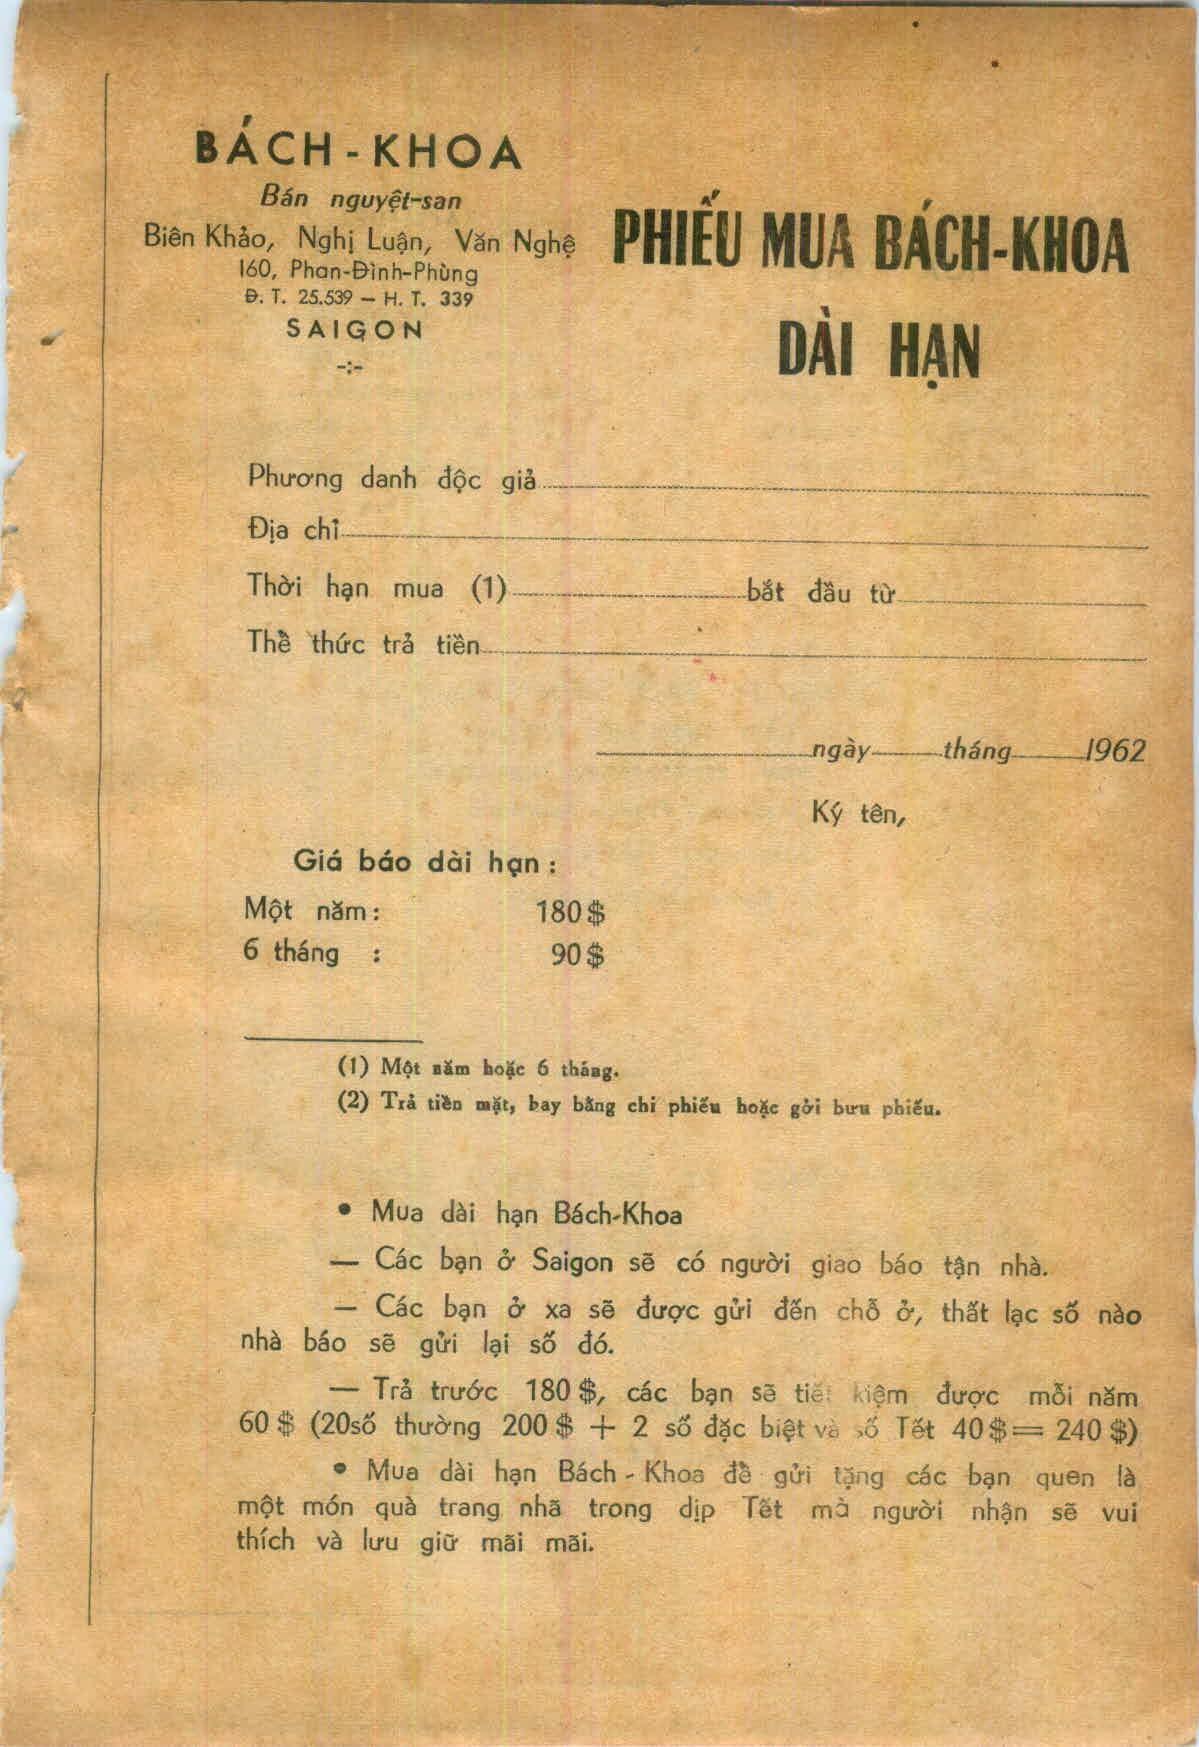 BÁCH - KHOA
Bán nguyệt-san
Biên Khảo, Nghị Luận, Văn Nghệ
160, Phan-Đình-Phùng
Đ. T. 25.539 — H. T. 339
SAIGON
-:-
PHIẾU MUA BÁCH-KHOA
DÀI HẠN
Phương danh độc giả
Địa chỉ
Thời hạn mua (1) bắt đầu từ
Thể thức trả tiền
ngày tháng 1962
Ký tên,
Giá báo dài hạn :
Một năm : 180$
6 tháng : 90$
(1) Một năm hoặc 6 tháng.
(2) Trả tiền mặt, hay bằng chi phiếu hoặc gởi bưu phiếu.
• Mua dài hạn Bách-Khoa
— Các bạn ở Saigon sẽ có người giao báo tận nhà.
— Các bạn ở xa sẽ được gửi đến chỗ ở, thất lạc số nào
nhà báo sẽ gửi lại số đó.
— Trả trước 180$, các bạn sẽ tiết kiệm được mỗi năm
60$ (20số thường 200$ + 2 số đặc biệt và số Tết 40$ = 240$)
• Mua dài hạn Bách - Khoa để gửi tặng các bạn quen là
một món quà trang nhã trong dịp Tết mà người nhận sẽ vui
thích và lưu giữ mãi mãi.